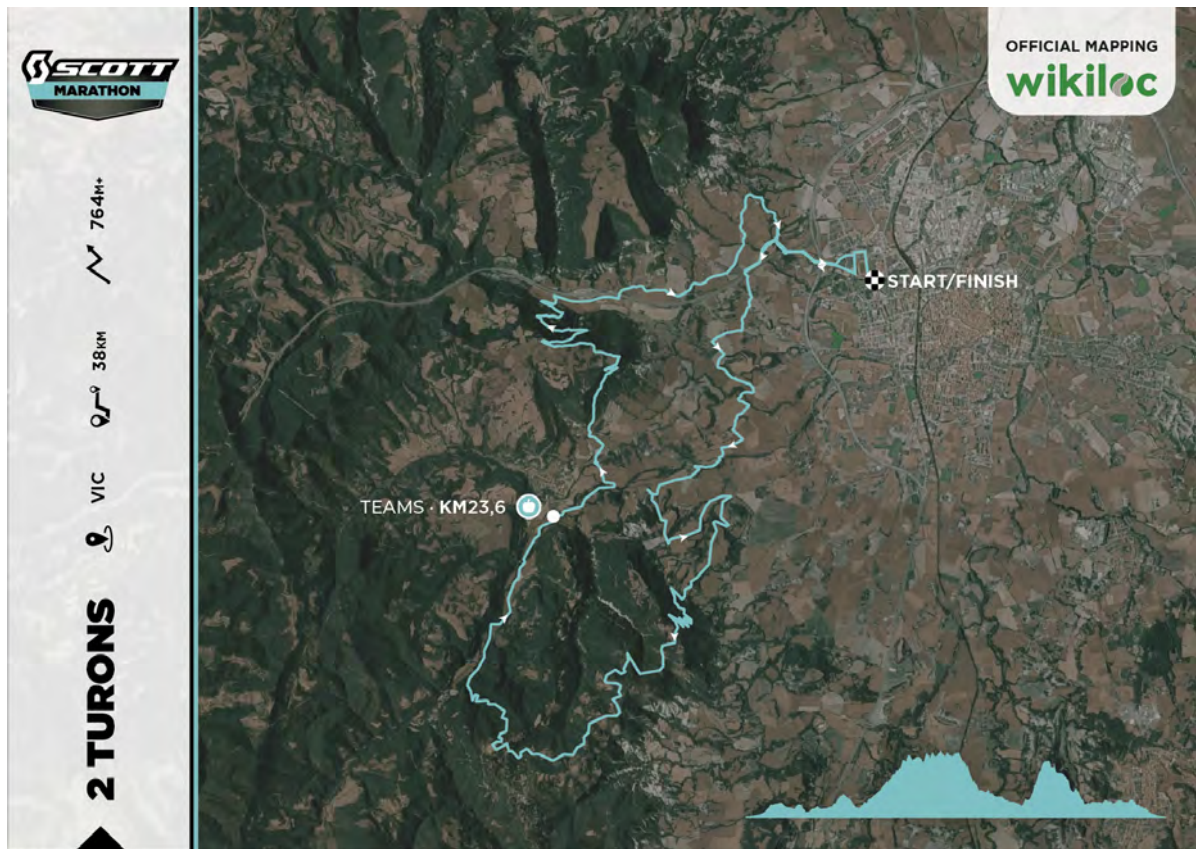 SCOTT
MARATHON
764M+
38KM
VIC
2 TURONS
OFFICIAL MAPPING
wikiloc
START/FINISH
TEAMS · KM23,6